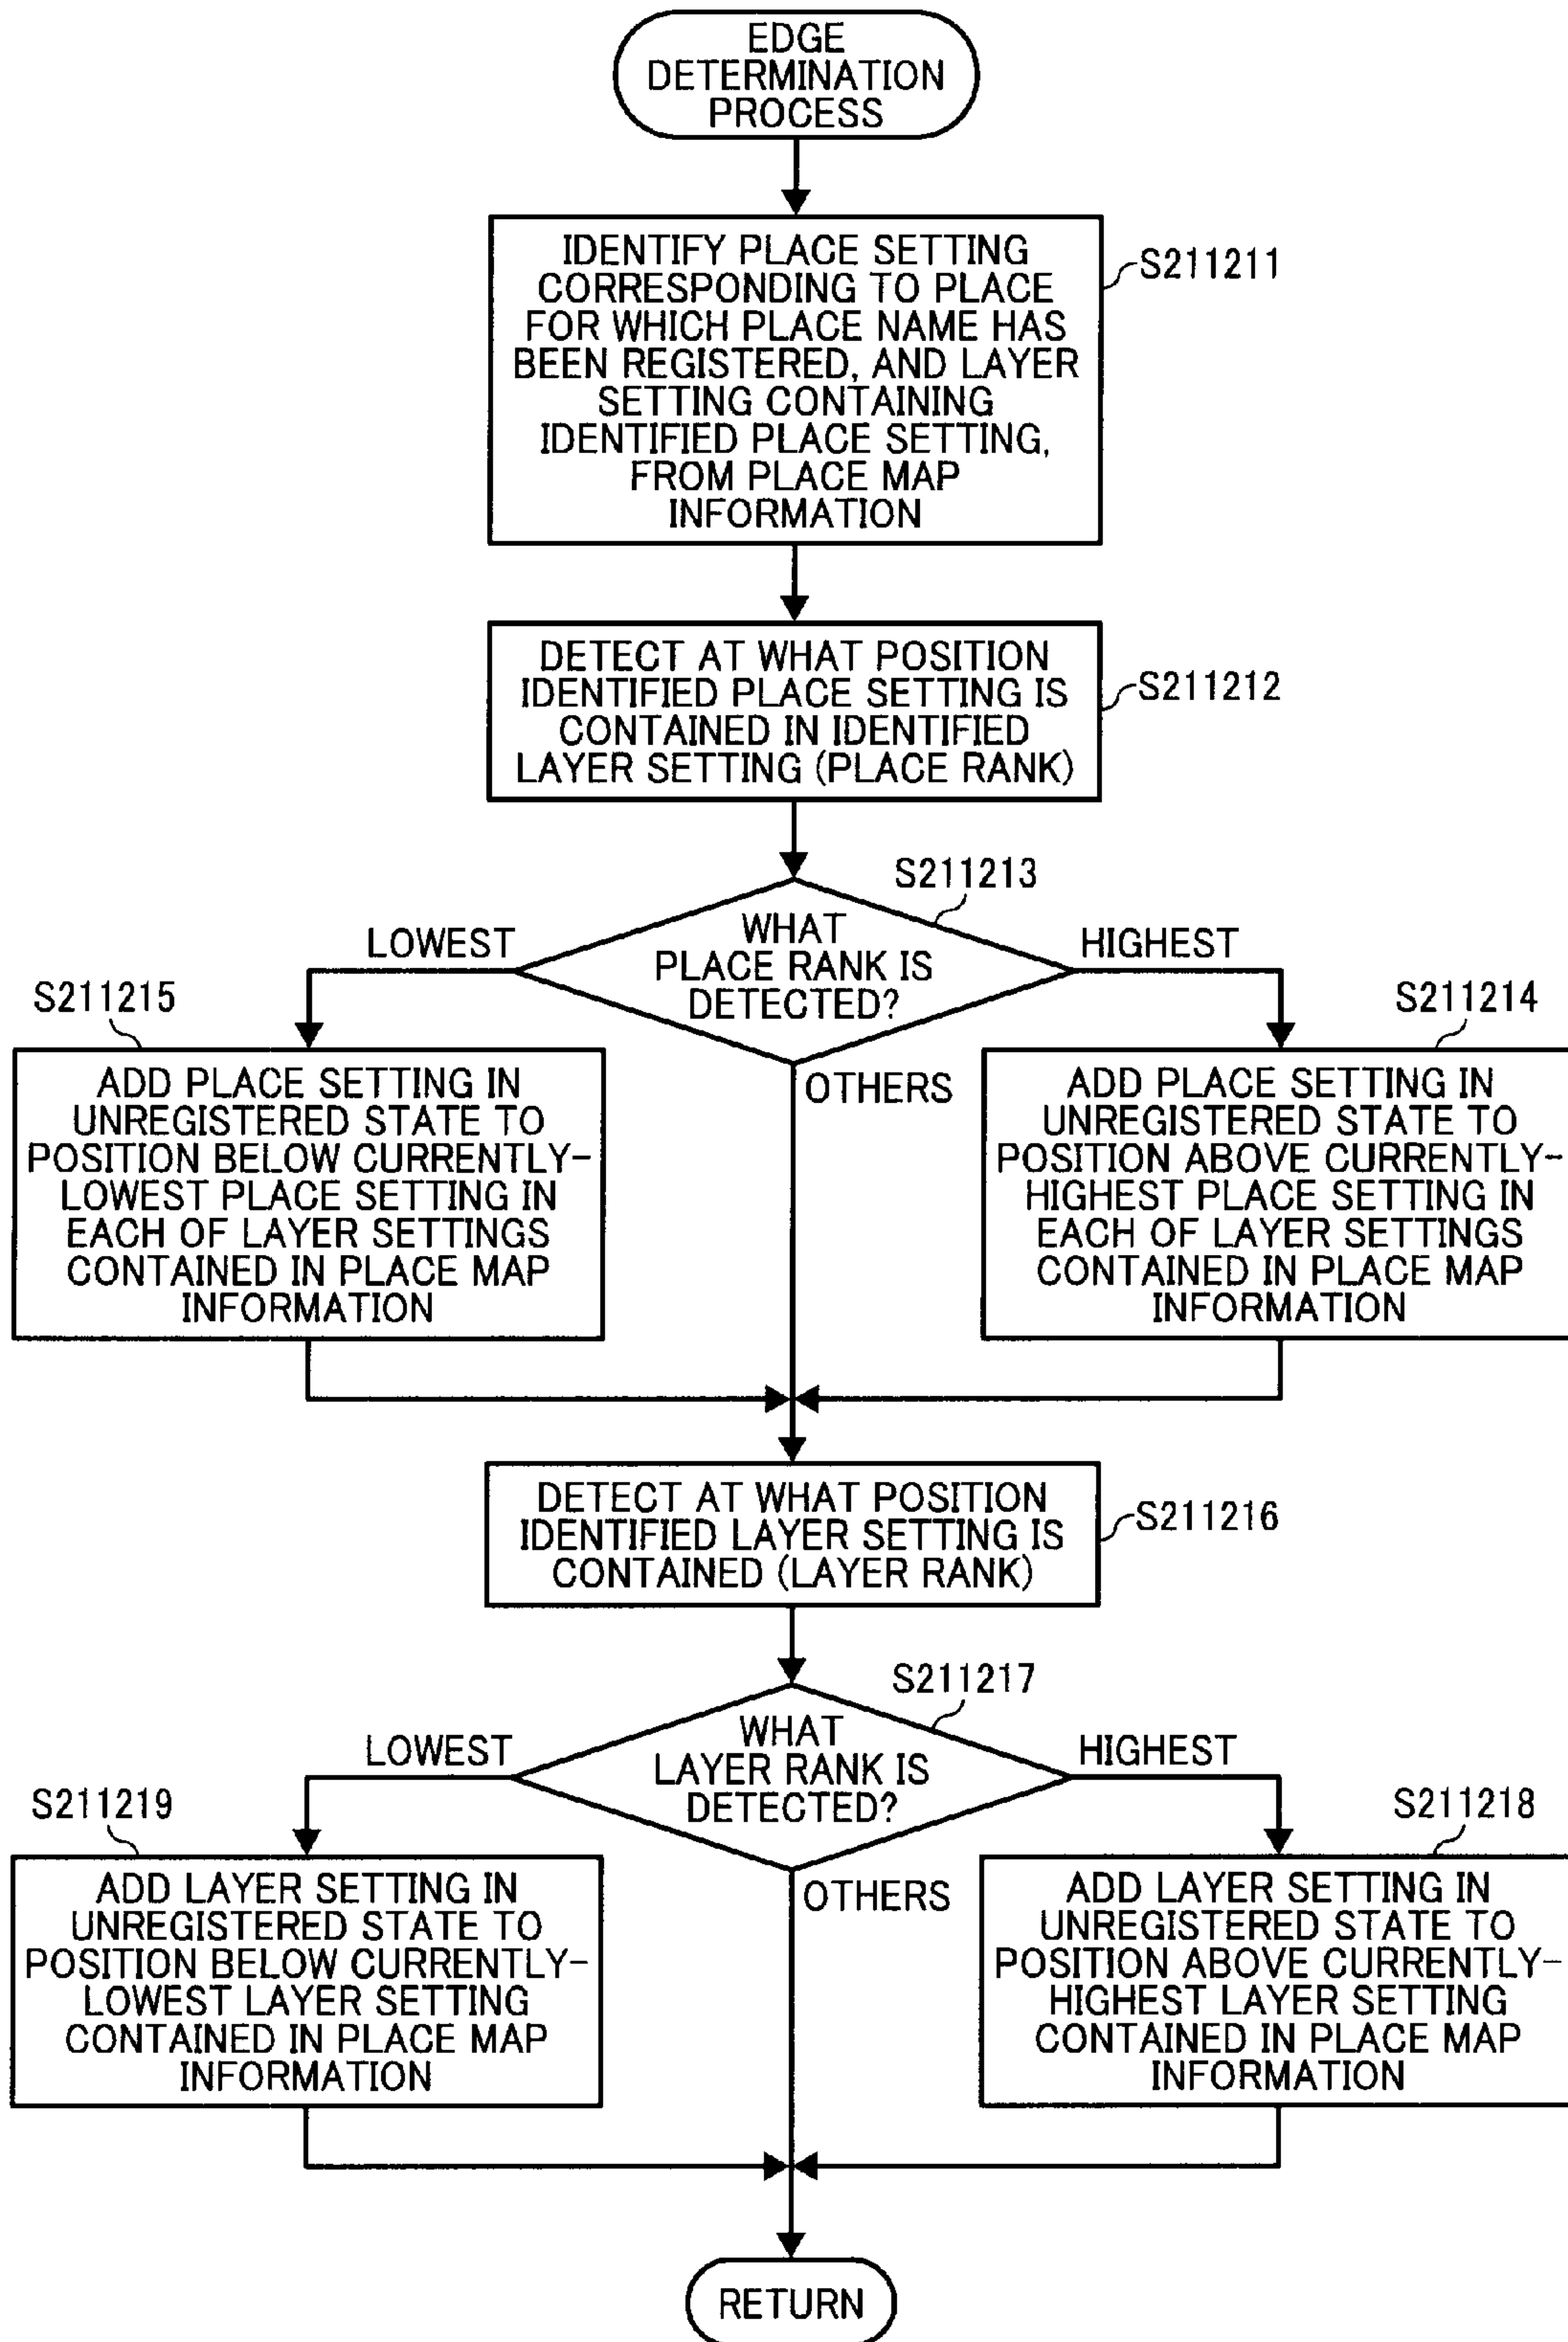 EDGE
DETERMINATION
PROCESS
IDENTIFY PLACE SETTING
CORRESPONDING TO PLACE
FOR WHICH PLACE NAME HAS
BEEN REGISTERED, AND LAYER
SETTING CONTAINING
IDENTIFIED PLACE SETTING,
FROM PLACE MAP
INFORMATION
S211211
DETECT AT WHAT POSITION
IDENTIFIED PLACE SETTING IS
CONTAINED IN IDENTIFIED
LAYER SETTING (PLACE RANK)
S211212
S211213
WHAT
PLACE RANK IS
DETECTED?
LOWEST
HIGHEST
OTHERS
S211215
ADD PLACE SETTING IN
UNREGISTERED STATE TO
POSITION BELOW CURRENTLY-
LOWEST PLACE SETTING IN
EACH OF LAYER SETTINGS
CONTAINED IN PLACE MAP
INFORMATION
S211214
ADD PLACE SETTING IN
UNREGISTERED STATE TO
POSITION ABOVE CURRENTLY-
HIGHEST PLACE SETTING IN
EACH OF LAYER SETTINGS
CONTAINED IN PLACE MAP
INFORMATION
DETECT AT WHAT POSITION
IDENTIFIED LAYER SETTING IS
CONTAINED (LAYER RANK)
S211216
S211217
WHAT
LAYER RANK IS
DETECTED?
LOWEST
HIGHEST
OTHERS
S211219
ADD LAYER SETTING IN
UNREGISTERED STATE TO
POSITION BELOW CURRENTLY-
LOWEST LAYER SETTING
CONTAINED IN PLACE MAP
INFORMATION
S211218
ADD LAYER SETTING IN
UNREGISTERED STATE TO
POSITION ABOVE CURRENTLY-
HIGHEST LAYER SETTING
CONTAINED IN PLACE MAP
INFORMATION
RETURN